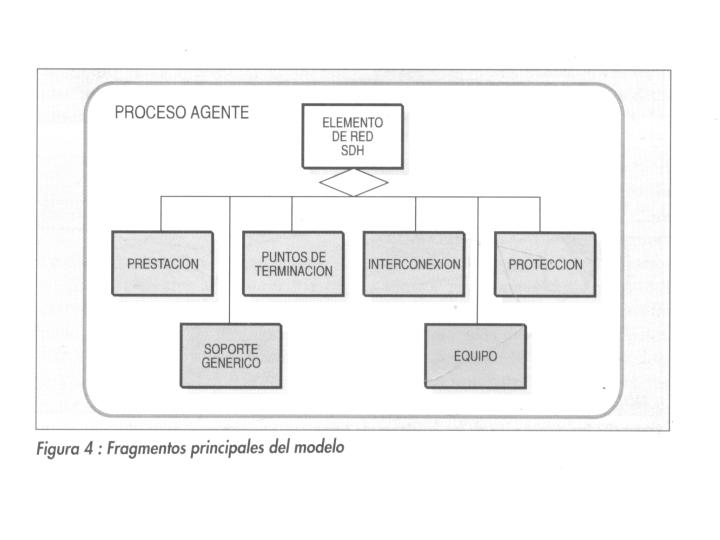 PROCESO AGENTE
ELEMENTO
DE RED
SDH
PRESTACION
PUNTOS DE
TERMINACION
INTERCONEXION
PROTECCION
SOPORTE
GENERICO
EQUIPO
Figura 4 : Fragmentos principales del modelo